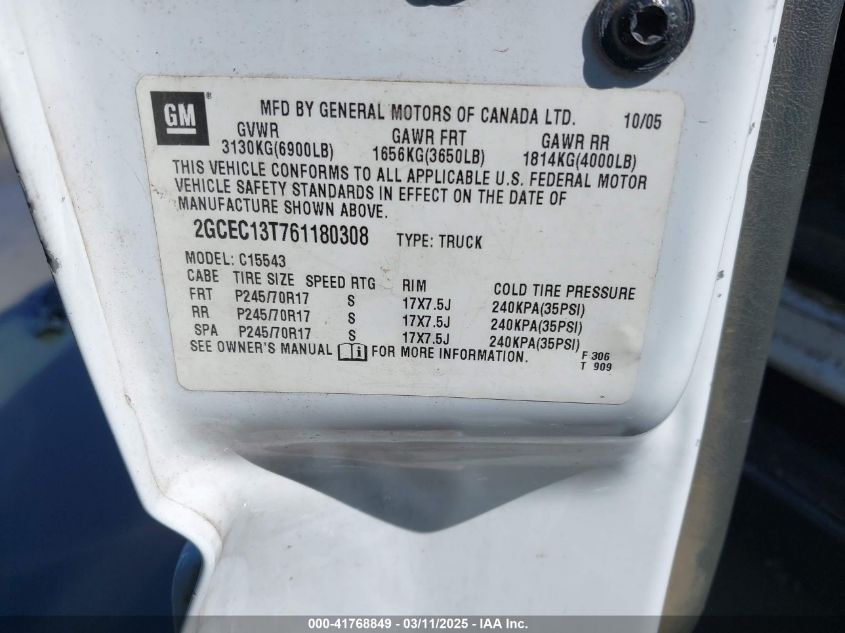 GM ® MFD BY GENERAL MOTORS OF CANADA LTD. 10/05
GVWR GAWR FRT GAWR RR
3130KG(6900LB) 1656KG(3650LB) 1814KG(4000LB)
THIS VEHICLE CONFORMS TO ALL APPLICABLE U.S. FEDERAL MOTOR
VEHICLE SAFETY STANDARDS IN EFFECT ON THE DATE OF
MANUFACTURE SHOWN ABOVE.
2GCEC13T761180308 TYPE: TRUCK
MODEL: C15543
CABE TIRE SIZE SPEED RTG RIM COLD TIRE PRESSURE
FRT P245/70R17 S 17X7.5J 240KPA(35PSI)
RR P245/70R17 S 17X7.5J 240KPA(35PSI)
SPA P245/70R17 S 17X7.5J 240KPA(35PSI)
SEE OWNER'S MANUAL i FOR MORE INFORMATION.
F 306
T 909
000-41768849 - 03/11/2025 - IAA Inc.